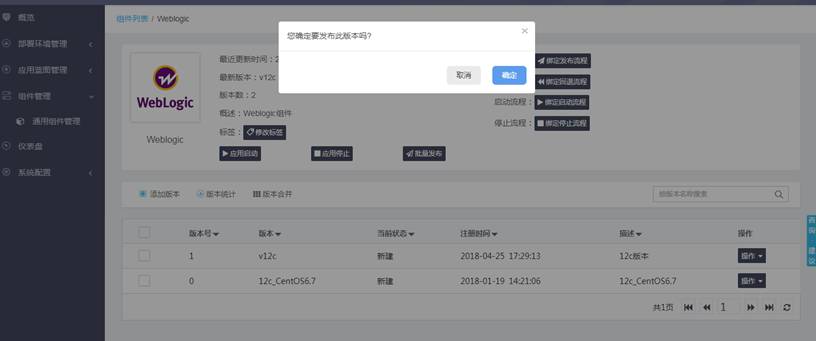 概览
部署环境管理
应用蓝图管理
组件管理
通用组件管理
仪表盘
系统配置
组件列表 / Weblogic
您确定要发布此版本吗?
×
取消
确定
WebLogic
Weblogic
最近更新时间：2
最新版本：v12c
版本数：2
概述：Weblogic组件
标签：修改标签
应用启动
应用停止
批量发布
绑定发布流程
绑定回退流程
启动流程：绑定启动流程
停止流程：绑定停止流程
添加版本
版本统计
版本合并
按版本名称搜索
版本号 版本 当前状态 注册时间 描述 操作
1 v12c 新建 2018-04-25 17:29:13 12c版本 操作
0 12c_CentOS6.7 新建 2018-01-19 14:21:06 12c_CentOS6.7 操作
共1页 1
咨询
建议